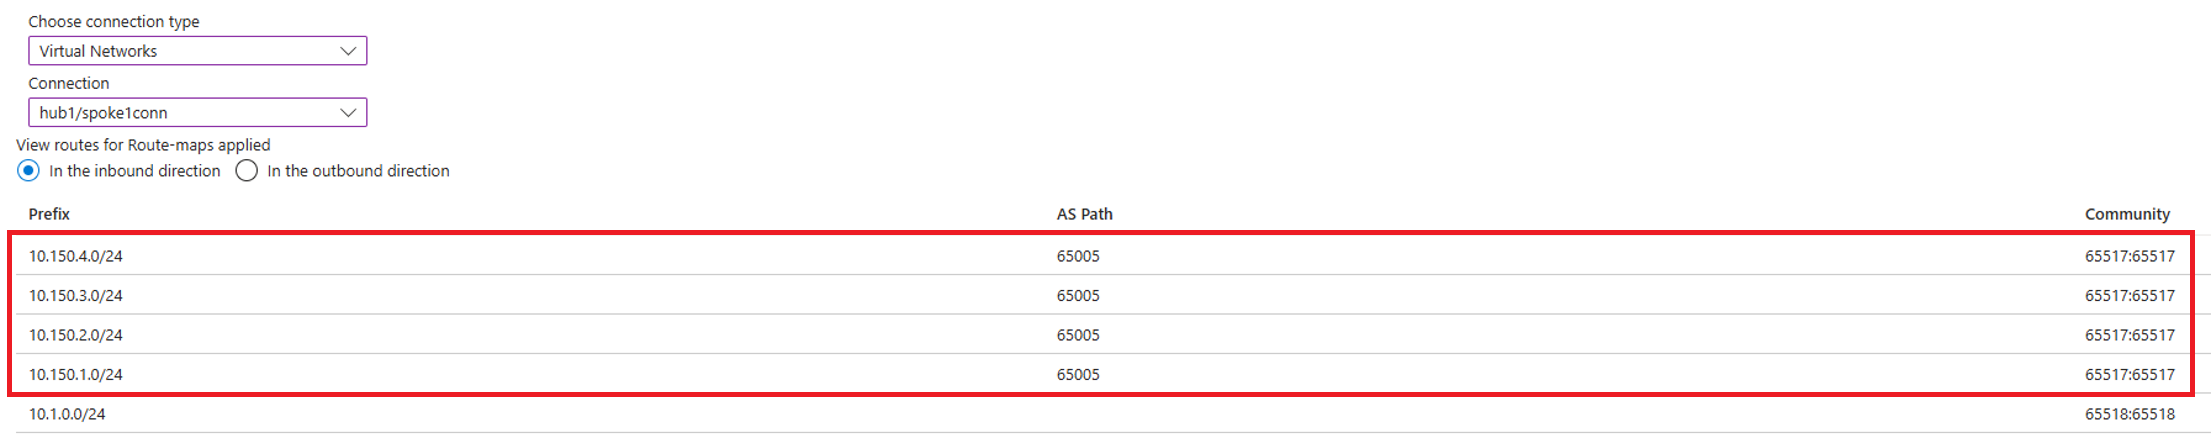 Choose connection type
Virtual Networks
Connection
hub1/spoke1conn
View routes for Route-maps applied
In the inbound direction In the outbound direction
Prefix AS Path Community
10.150.4.0/24 65005 65517:65517
10.150.3.0/24 65005 65517:65517
10.150.2.0/24 65005 65517:65517
10.150.1.0/24 65005 65517:65517
10.1.0.0/24 65518:65518